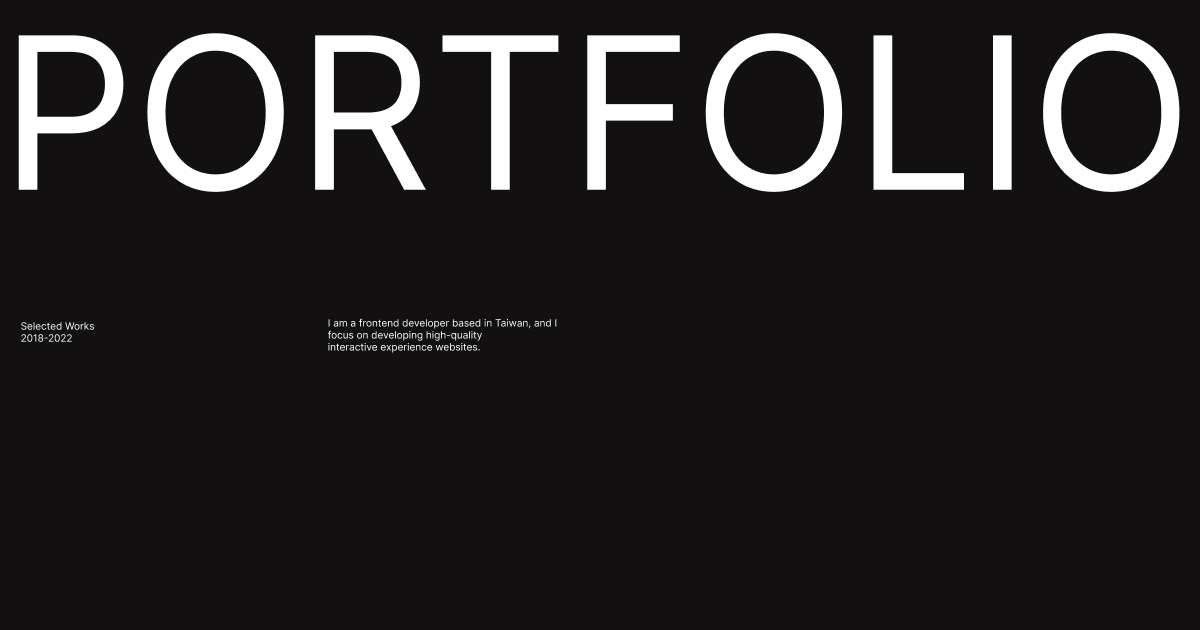 PORTFOLIO
Selected Works
2018-2022
I am a frontend developer based in Taiwan, and I
focus on developing high-quality
interactive experience websites.